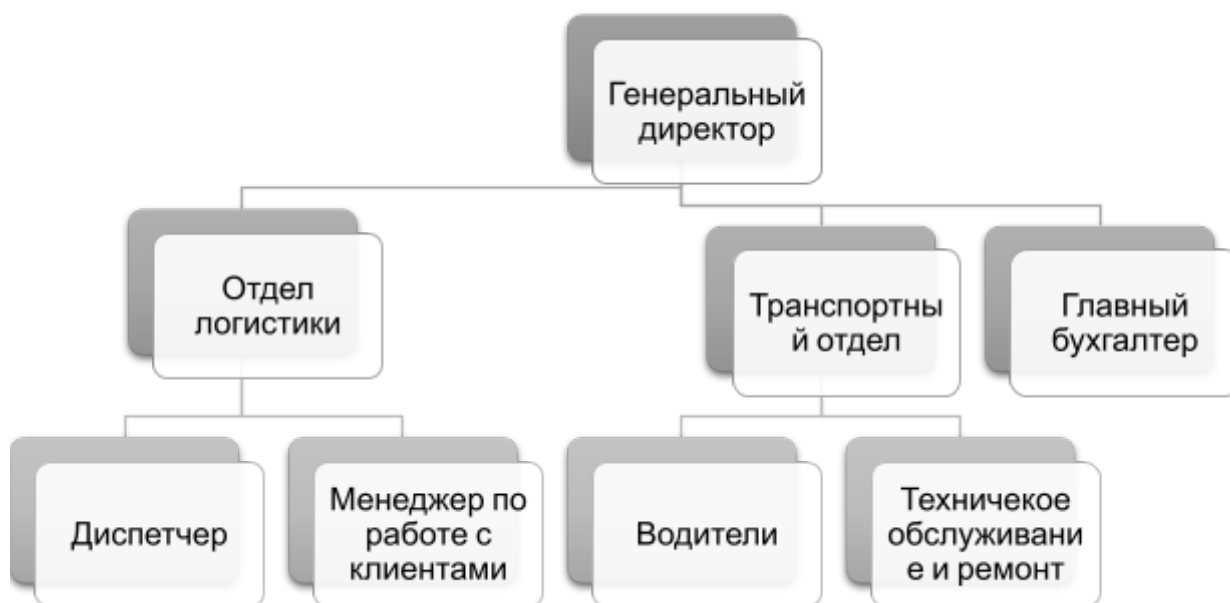 Генеральный
директор
Отдел
логистики
Транспортны
й отдел
Главный
бухгалтер
Диспетчер
Менеджер по
работе с
клиентами
Водители
Техничекое
обслуживани
е и ремонт